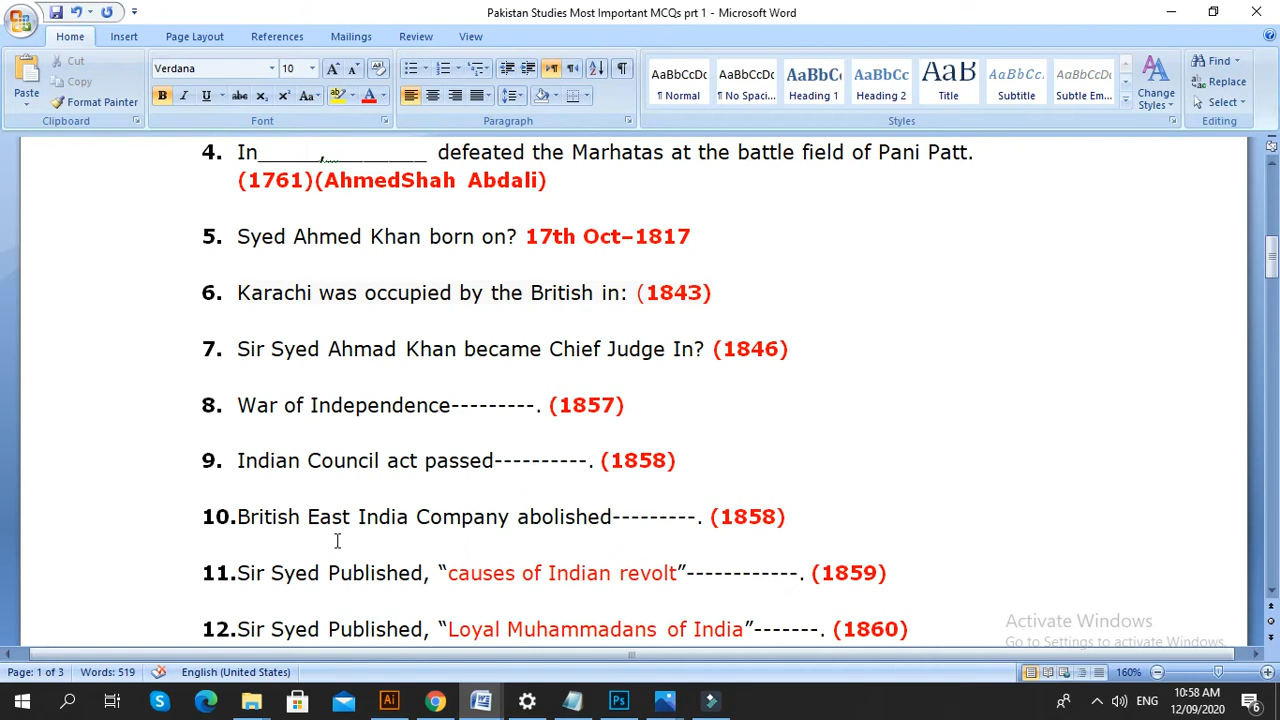 Pakistan Studies Most Important MCQs prt 1 - Microsoft Word
Home Insert Page Layout References Mailings Review View
Paste Cut Copy Format Painter Clipboard
Verdana 10 Font
B I U abc X₂ X² Aa A
Paragraph
AaBbCcDc AaBbCcDc AaBbC AaBbCc AaB AaBbCc. AaBbCcDc
¶ Normal ¶ No Spaci... Heading 1 Heading 2 Title Subtitle Subtle Em...
Change Styles Styles
Find Replace Select Editing
4. In_____,________ defeated the Marhatas at the battle field of Pani Patt.
(1761)(AhmedShah Abdali)
5. Syed Ahmed Khan born on? 17th Oct–1817
6. Karachi was occupied by the British in: (1843)
7. Sir Syed Ahmad Khan became Chief Judge In? (1846)
8. War of Independence---------. (1857)
9. Indian Council act passed----------. (1858)
10.British East India Company abolished---------. (1858)
11.Sir Syed Published, “causes of Indian revolt”------------. (1859)
12.Sir Syed Published, “Loyal Muhammadans of India”-------. (1860)
Activate Windows
Go to Settings to activate Windows.
Page: 1 of 3 Words: 519 English (United States) 160%
ENG 10:58 AM
12/09/2020 6